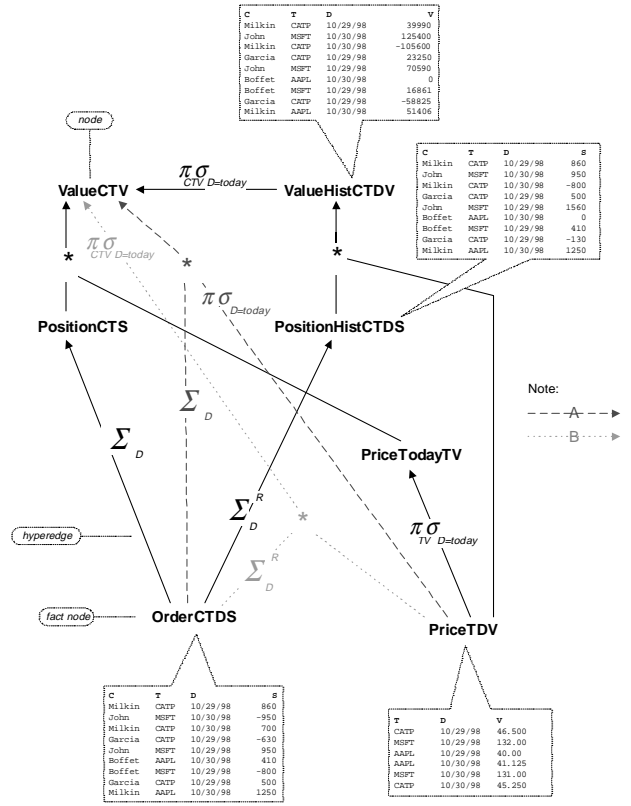 C T D V
Milkin CATP 10/29/98 39990
John MSFT 10/29/98 125400
Milkin CATP 10/30/98 -105600
Garcia CATP 10/29/98 23250
John MSFT 10/30/98 70590
Boffet AAPL 10/30/98 0
Boffet MSFT 10/29/98 16861
Garcia CATP 10/30/98 -58825
Milkin AAPL 10/30/98 51406
node
C T D S
Milkin CATP 10/29/98 860
John MSFT 10/30/98 950
Milkin CATP 10/30/98 -800
Garcia CATP 10/29/98 500
John MSFT 10/29/98 1560
Boffet AAPL 10/30/98 0
Boffet MSFT 10/29/98 410
Garcia CATP 10/30/98 -130
Milkin AAPL 10/30/98 1250
ValueCTV
πσ CTV D=today
ValueHistCTDV
πσ CTV D=today
*
*
*
πσ D=today
PositionCTS
PositionHistCTDS
Note:
A
B
Σ D
Σ D
PriceTodayTV
Σ D R
*
πσ TV D=today
hyperedge
Σ D R
fact node
OrderCTDS
PriceTDV
C T D S
Milkin CATP 10/29/98 860
John MSFT 10/30/98 -950
Milkin CATP 10/30/98 700
Garcia CATP 10/29/98 -630
John MSFT 10/29/98 950
Boffet AAPL 10/30/98 410
Boffet MSFT 10/29/98 -800
Garcia CATP 10/29/98 500
Milkin AAPL 10/30/98 1250
T D V
CATP 10/29/98 46.500
MSFT 10/29/98 132.00
AAPL 10/29/98 40.00
AAPL 10/30/98 41.125
MSFT 10/30/98 131.00
CATP 10/30/98 45.250